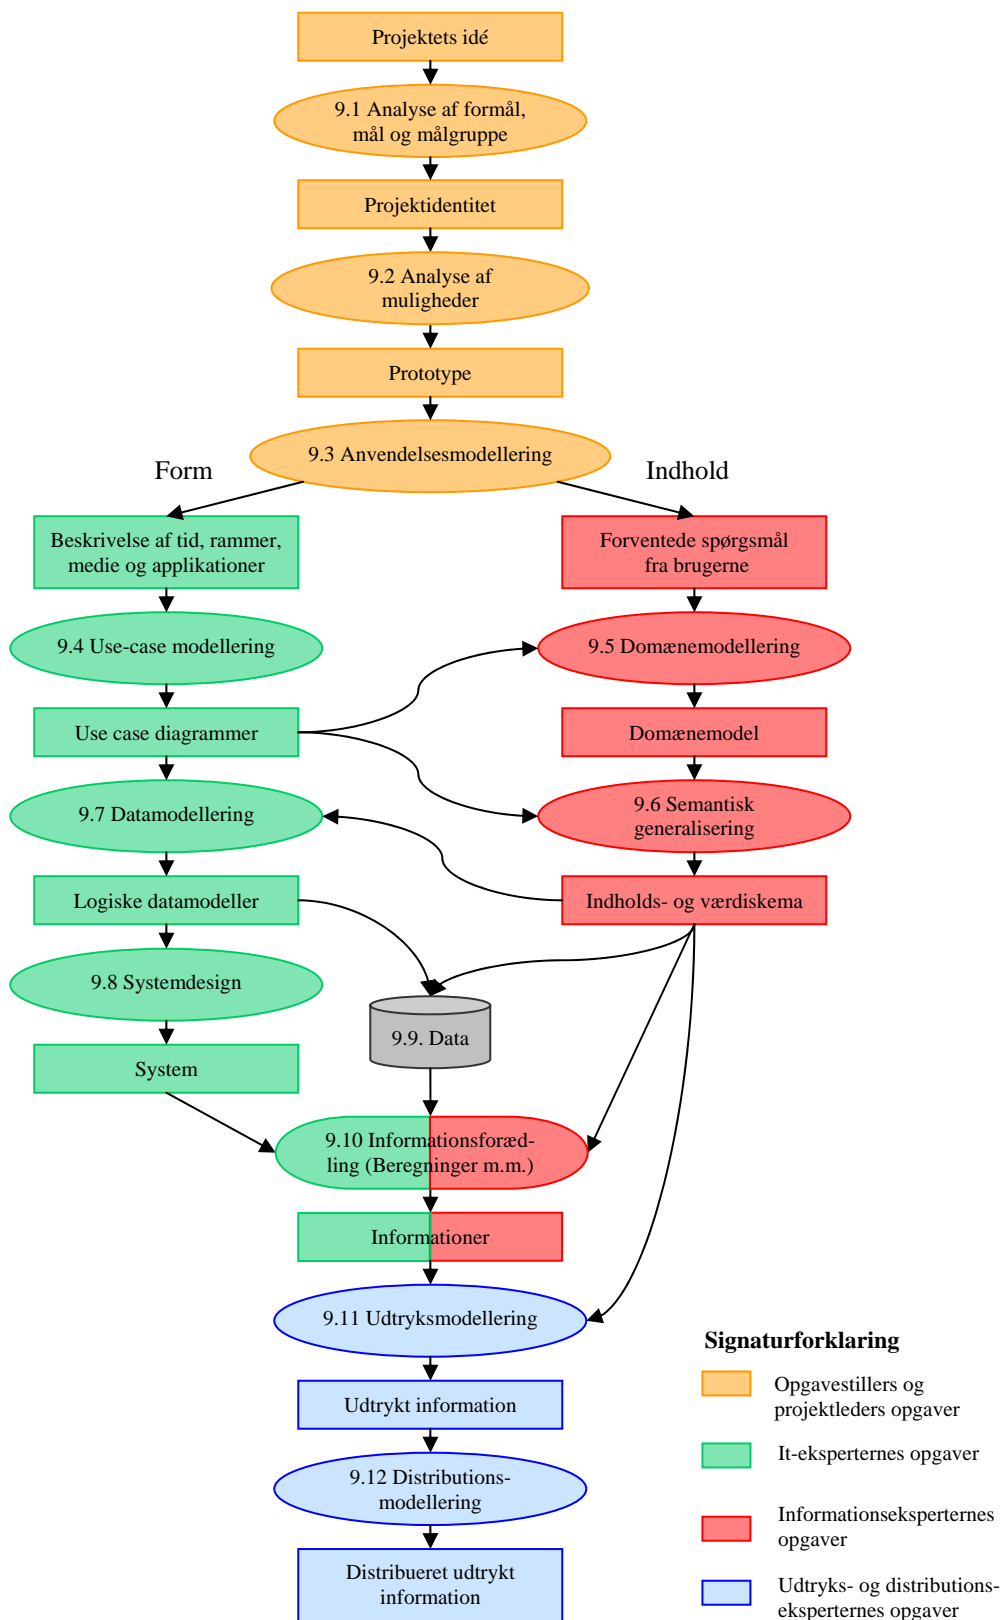 Projektets idé
9.1 Analyse af formål,
mål og målgruppe
Projektidentitet
9.2 Analyse af
muligheder
Prototype
9.3 Anvendelsesmodellering
Form
Indhold
Beskrivelse af tid, rammer,
medie og applikationer
Forventede spørgsmål
fra brugerne
9.4 Use-case modellering
9.5 Domænemodellering
Use case diagrammer
Domænemodel
9.7 Datamodellering
9.6 Semantisk
generalisering
Logiske datamodeller
Indholds- og værdiskema
9.8 Systemdesign
9.9. Data
System
9.10 Informationsforæd-
ling (Beregninger m.m.)
Informationer
9.11 Udtryksmodellering
Udtrykt information
9.12 Distributions-
modellering
Distribueret udtrykt
information
Signaturforklaring
Opgavestillers og
projektleders opgaver
It-eksperternes opgaver
Informationseksperternes
opgaver
Udtryks- og distributions-
eksperternes opgaver